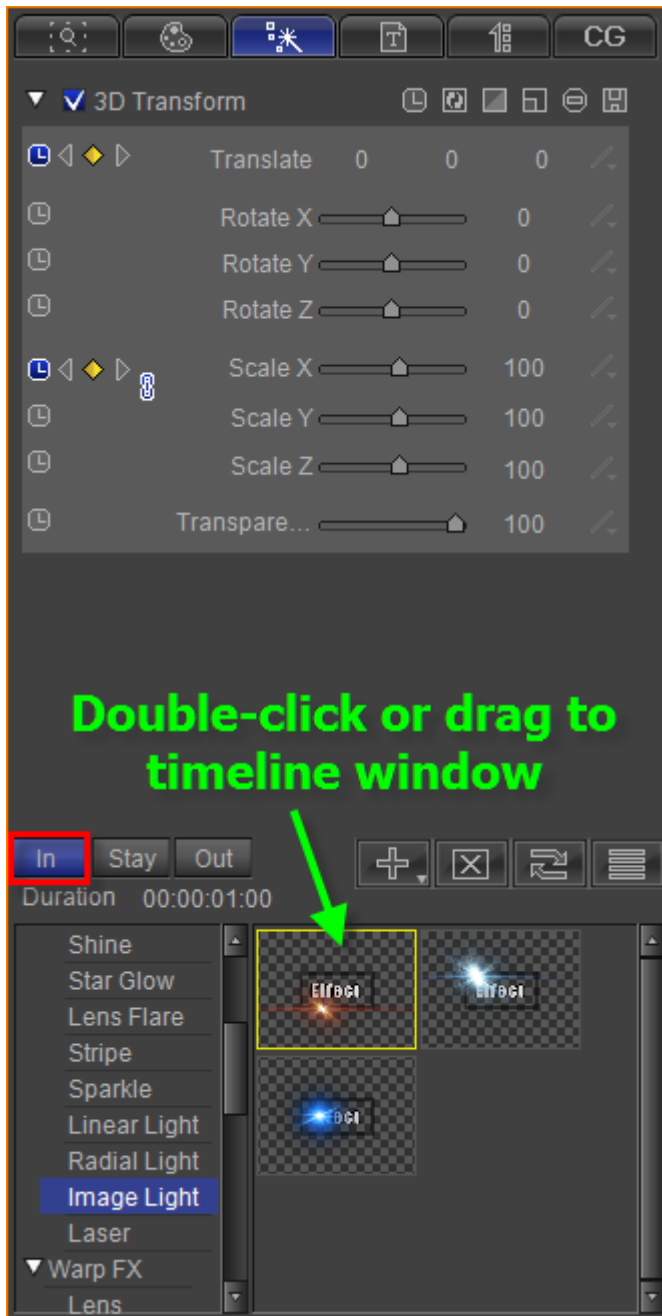 CG
3D Transform
Translate 0 0 0
Rotate X 0
Rotate Y 0
Rotate Z 0
Scale X 100
Scale Y 100
Scale Z 100
Transpare... 100
Double-click or drag to
timeline window
In Stay Out
Duration 00:00:01:00
Shine
Star Glow
Lens Flare
Stripe
Sparkle
Linear Light
Radial Light
Image Light
Laser
Warp FX
Lens
Effect
Effect